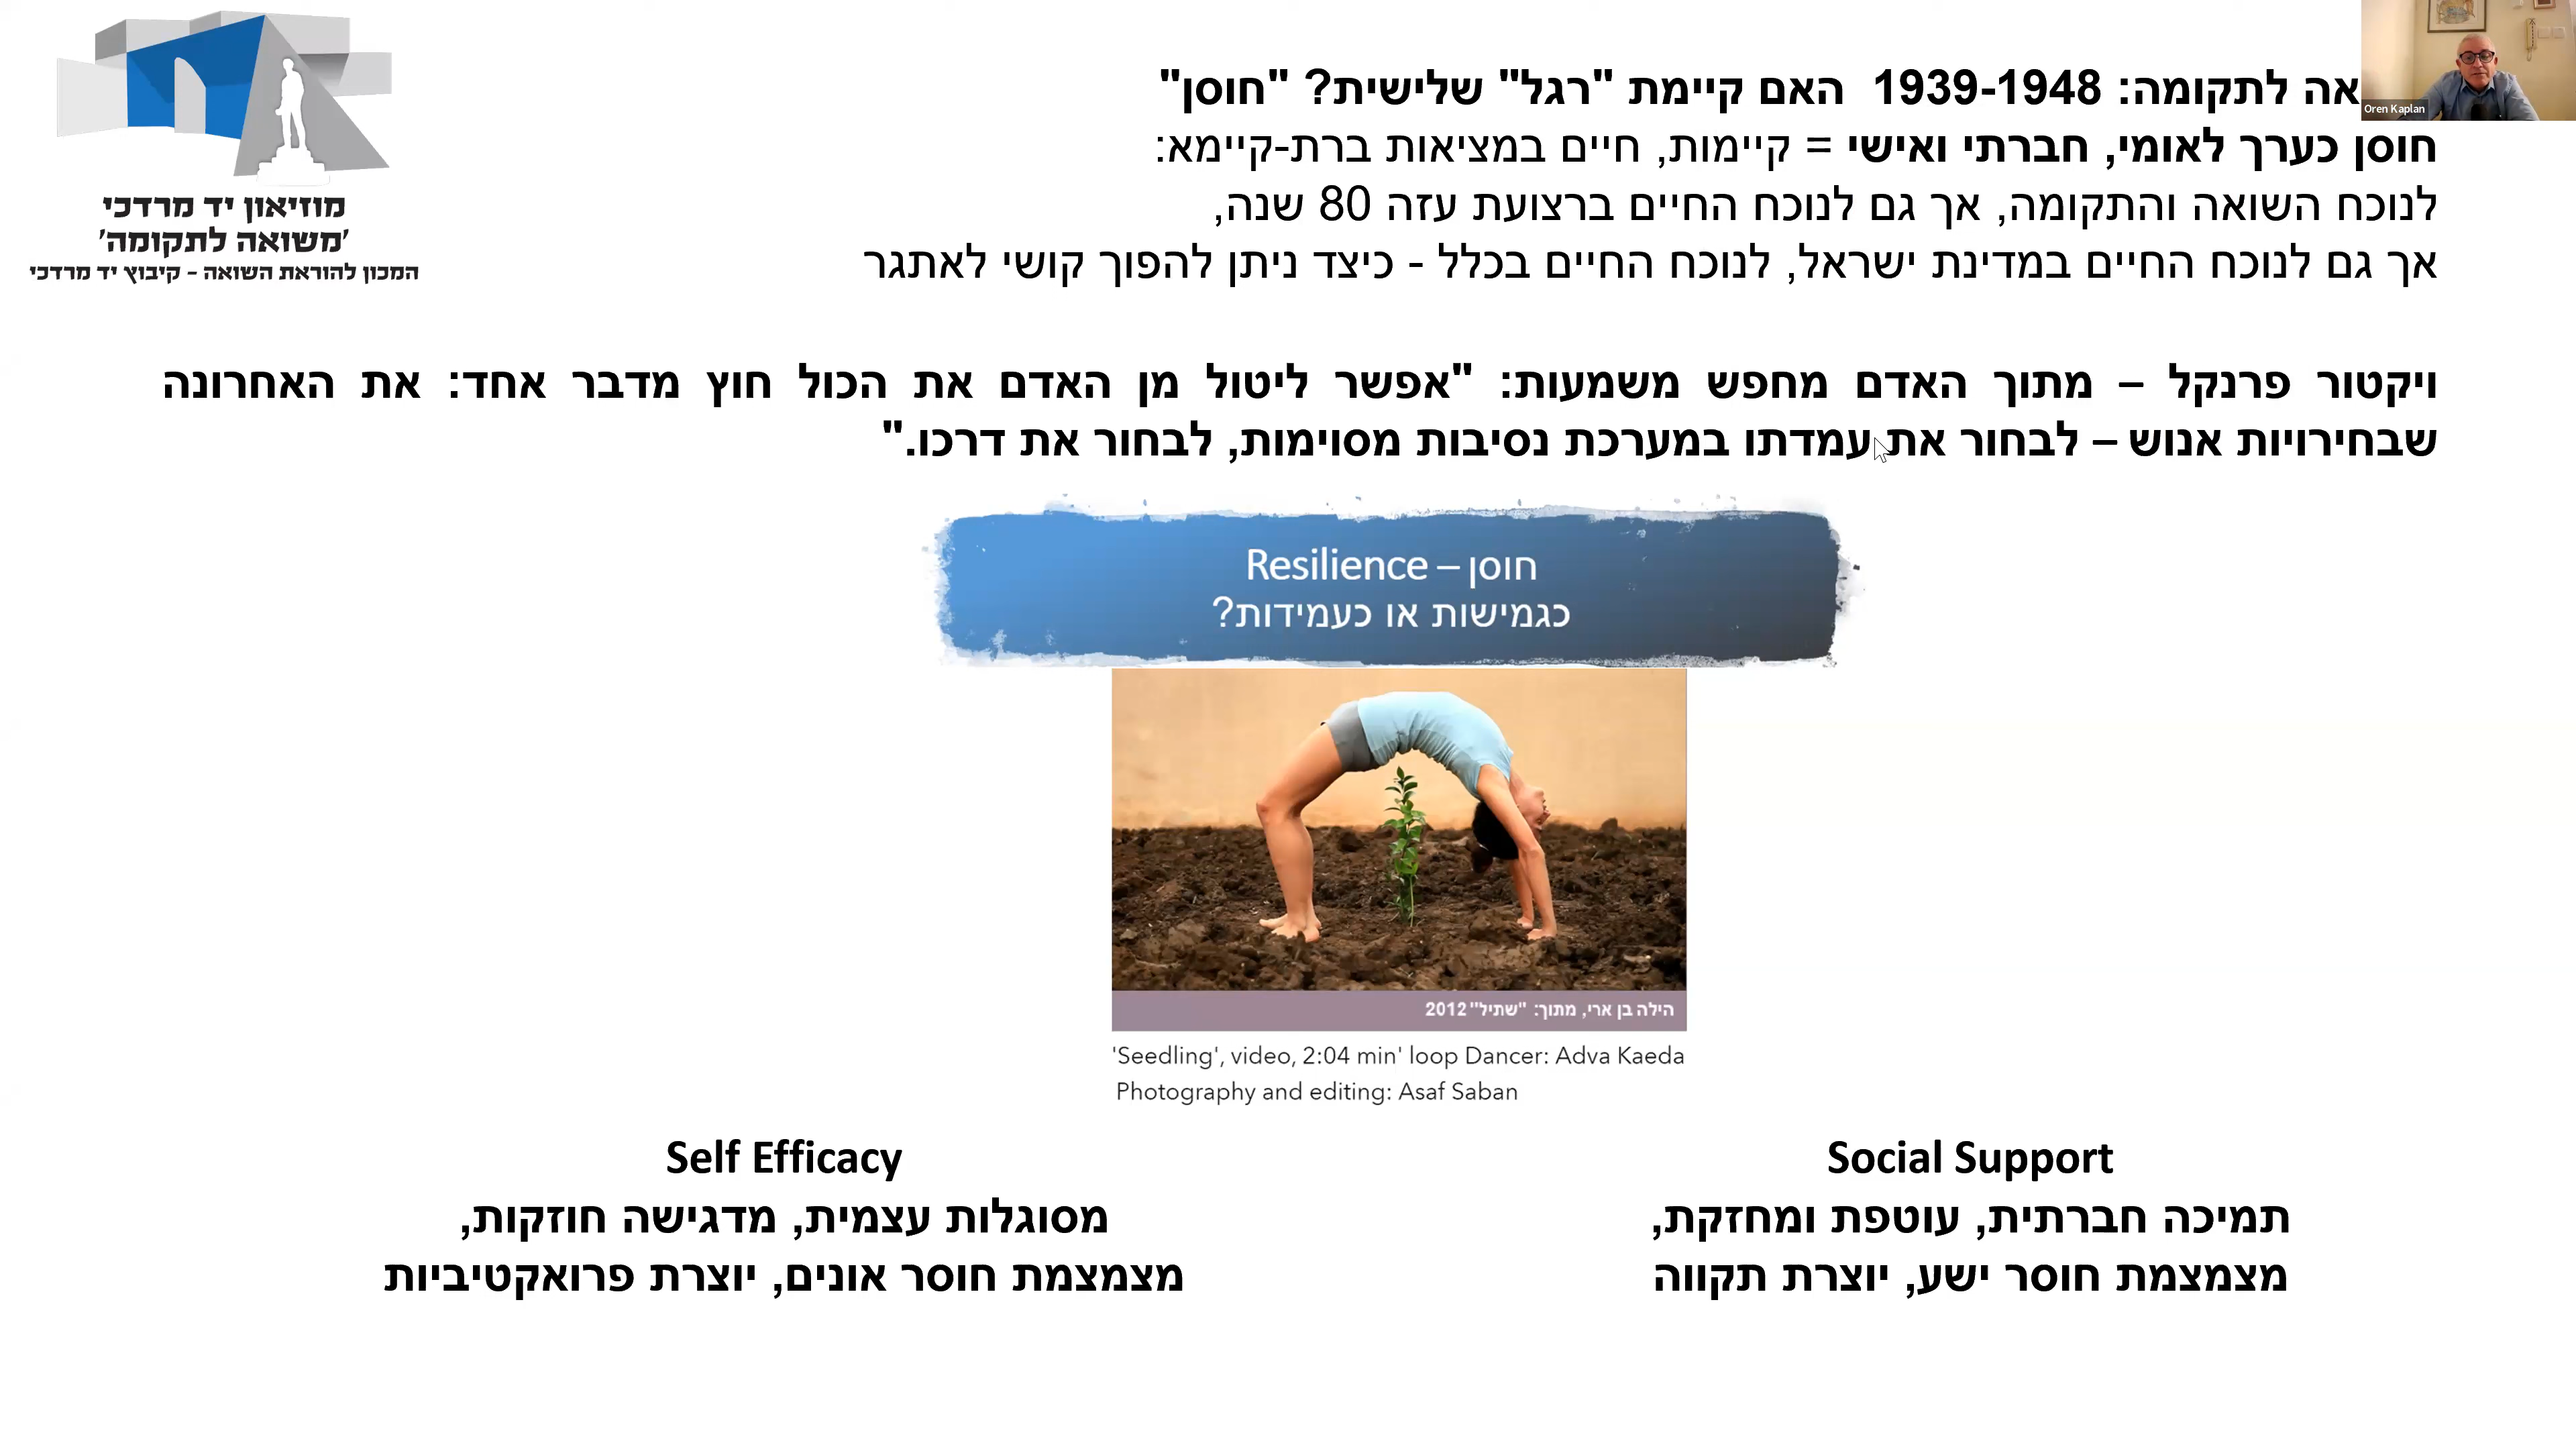 מוזיאון יד מרדכי
'משואה לתקומה'
המכון להוראת השואה - קיבוץ יד מרדכי
Oren Kaplan
לתקומה: 1939-1948 האם קיימת "רגל" שלישית? "חוסן"
חוסן כערך לאומי, חברתי ואישי = קיימות, חיים במציאות ברת-קיימא:
לנוכח השואה והתקומה, אך גם לנוכח החיים ברצועת עזה 80 שנה,
אך גם לנוכח החיים במדינת ישראל, לנוכח החיים בכלל - כיצד ניתן להפוך קושי לאתגר
ויקטור פרנקל – מתוך האדם מחפש משמעות: "אפשר ליטול מן האדם את הכול חוץ מדבר אחד: את האחרונה
שבחירויות אנוש – לבחור את עמדתו במערכת נסיבות מסוימות, לבחור את דרכו."
חוסן – Resilience
כגמישות או כעמידות?
הילה בן ארי, מתוך: "שתיל" 2012
'Seedling', video, 2:04 min' loop Dancer: Adva Kaeda
Photography and editing: Asaf Saban
Social Support
תמיכה חברתית, עוטפת ומחזקת,
מצמצמת חוסר ישע, יוצרת תקווה
Self Efficacy
מסוגלות עצמית, מדגישה חוזקות,
מצמצמת חוסר אונים, יוצרת פרואקטיביות